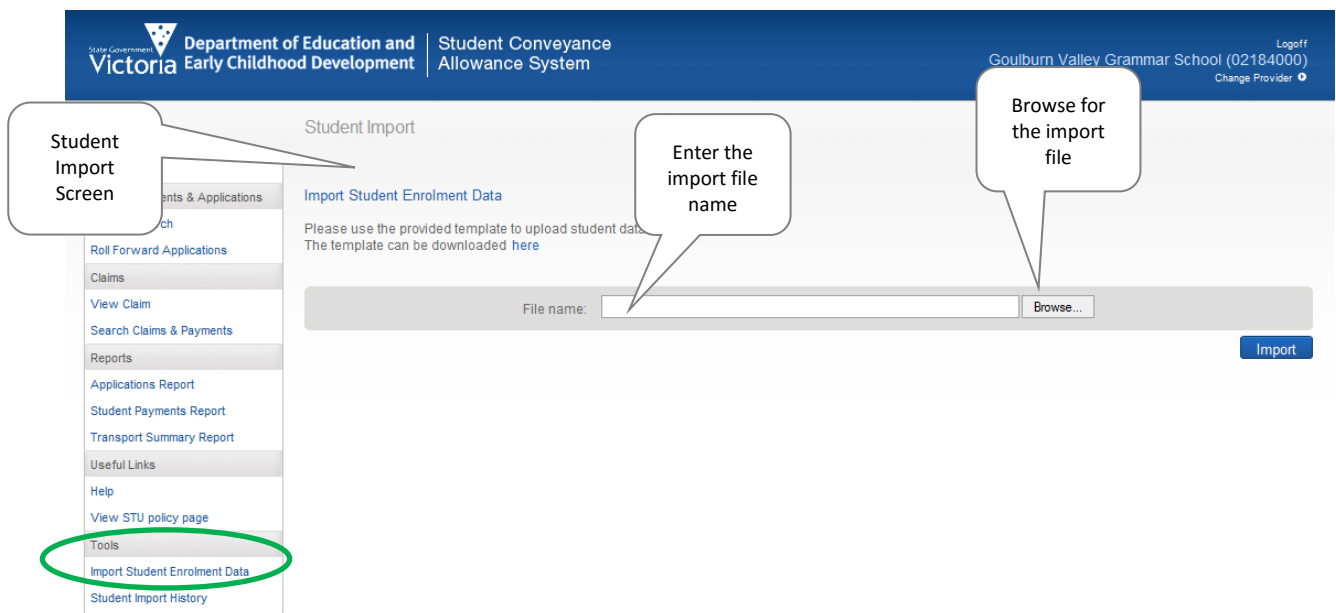 State Government
Victoria
Department of Education and
Early Childhood Development
Student Conveyance
Allowance System
Logoff
Goulburn Valley Grammar School (02184000)
Change Provider
Student
Import
Screen
Student Import
Enter the
import file
name
Browse for
the import
file
ents & Applications
ch
Roll Forward Applications
Claims
View Claim
Search Claims & Payments
Reports
Applications Report
Student Payments Report
Transport Summary Report
Useful Links
Help
View STU policy page
Tools
Import Student Enrolment Data
Student Import History
Import Student Enrolment Data
Please use the provided template to upload student data
The template can be downloaded here
File name:
Browse...
Import